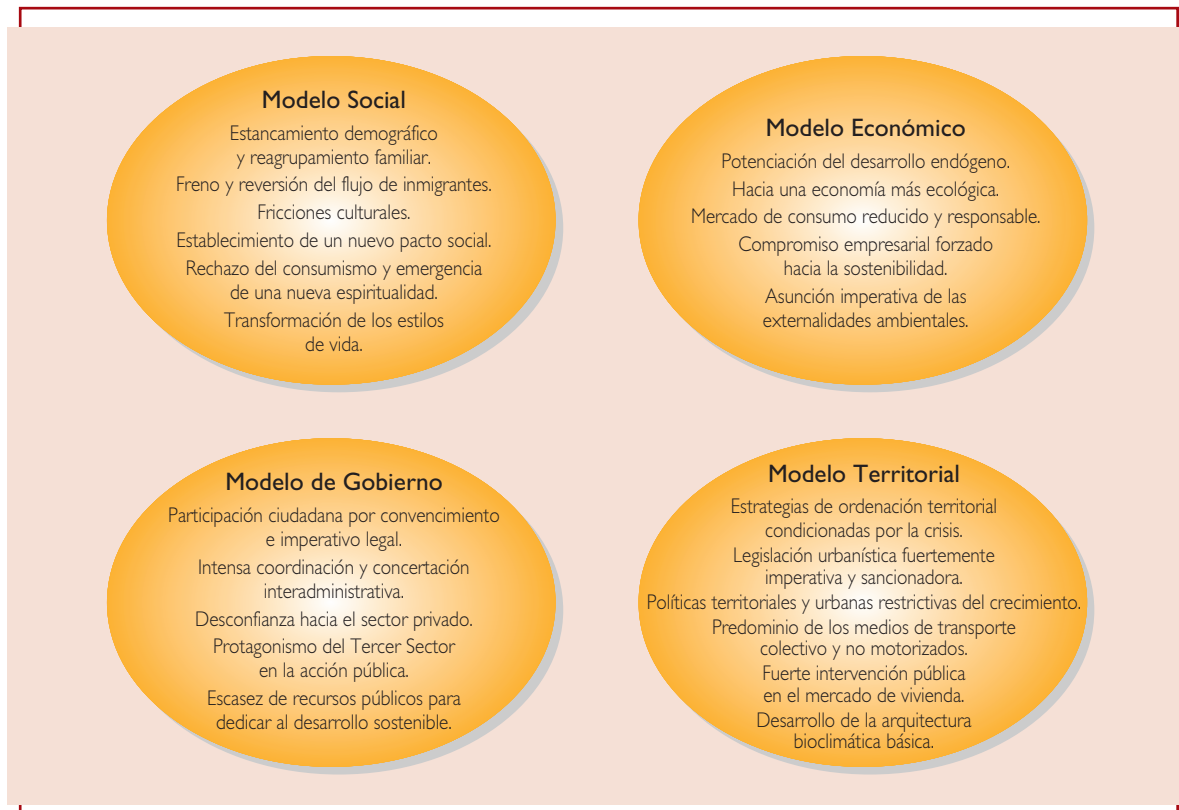 Modelo Social
Estancamiento demográfico
y reagrupamiento familiar.
Freno y reversión del flujo de inmigrantes.
Fricciones culturales.
Establecimiento de un nuevo pacto social.
Rechazo del consumismo y emergencia
de una nueva espiritualidad.
Transformación de los estilos
de vida.
Modelo Económico
Potenciación del desarrollo endógeno.
Hacia una economía más ecológica.
Mercado de consumo reducido y responsable.
Compromiso empresarial forzado
hacia la sostenibilidad.
Asunción imperativa de las
externalidades ambientales.
Modelo de Gobierno
Participación ciudadana por convencimiento
e imperativo legal.
Intensa coordinación y concertación
interadministrativa.
Desconfianza hacia el sector privado.
Protagonismo del Tercer Sector
en la acción pública.
Escasez de recursos públicos para
dedicar al desarrollo sostenible.
Modelo Territorial
Estrategias de ordenación territorial
condicionadas por la crisis.
Legislación urbanística fuertemente
imperativa y sancionadora.
Políticas territoriales y urbanas restrictivas del crecimiento.
Predominio de los medios de transporte
colectivo y no motorizados.
Fuerte intervención pública
en el mercado de vivienda.
Desarrollo de la arquitectura
bioclimática básica.